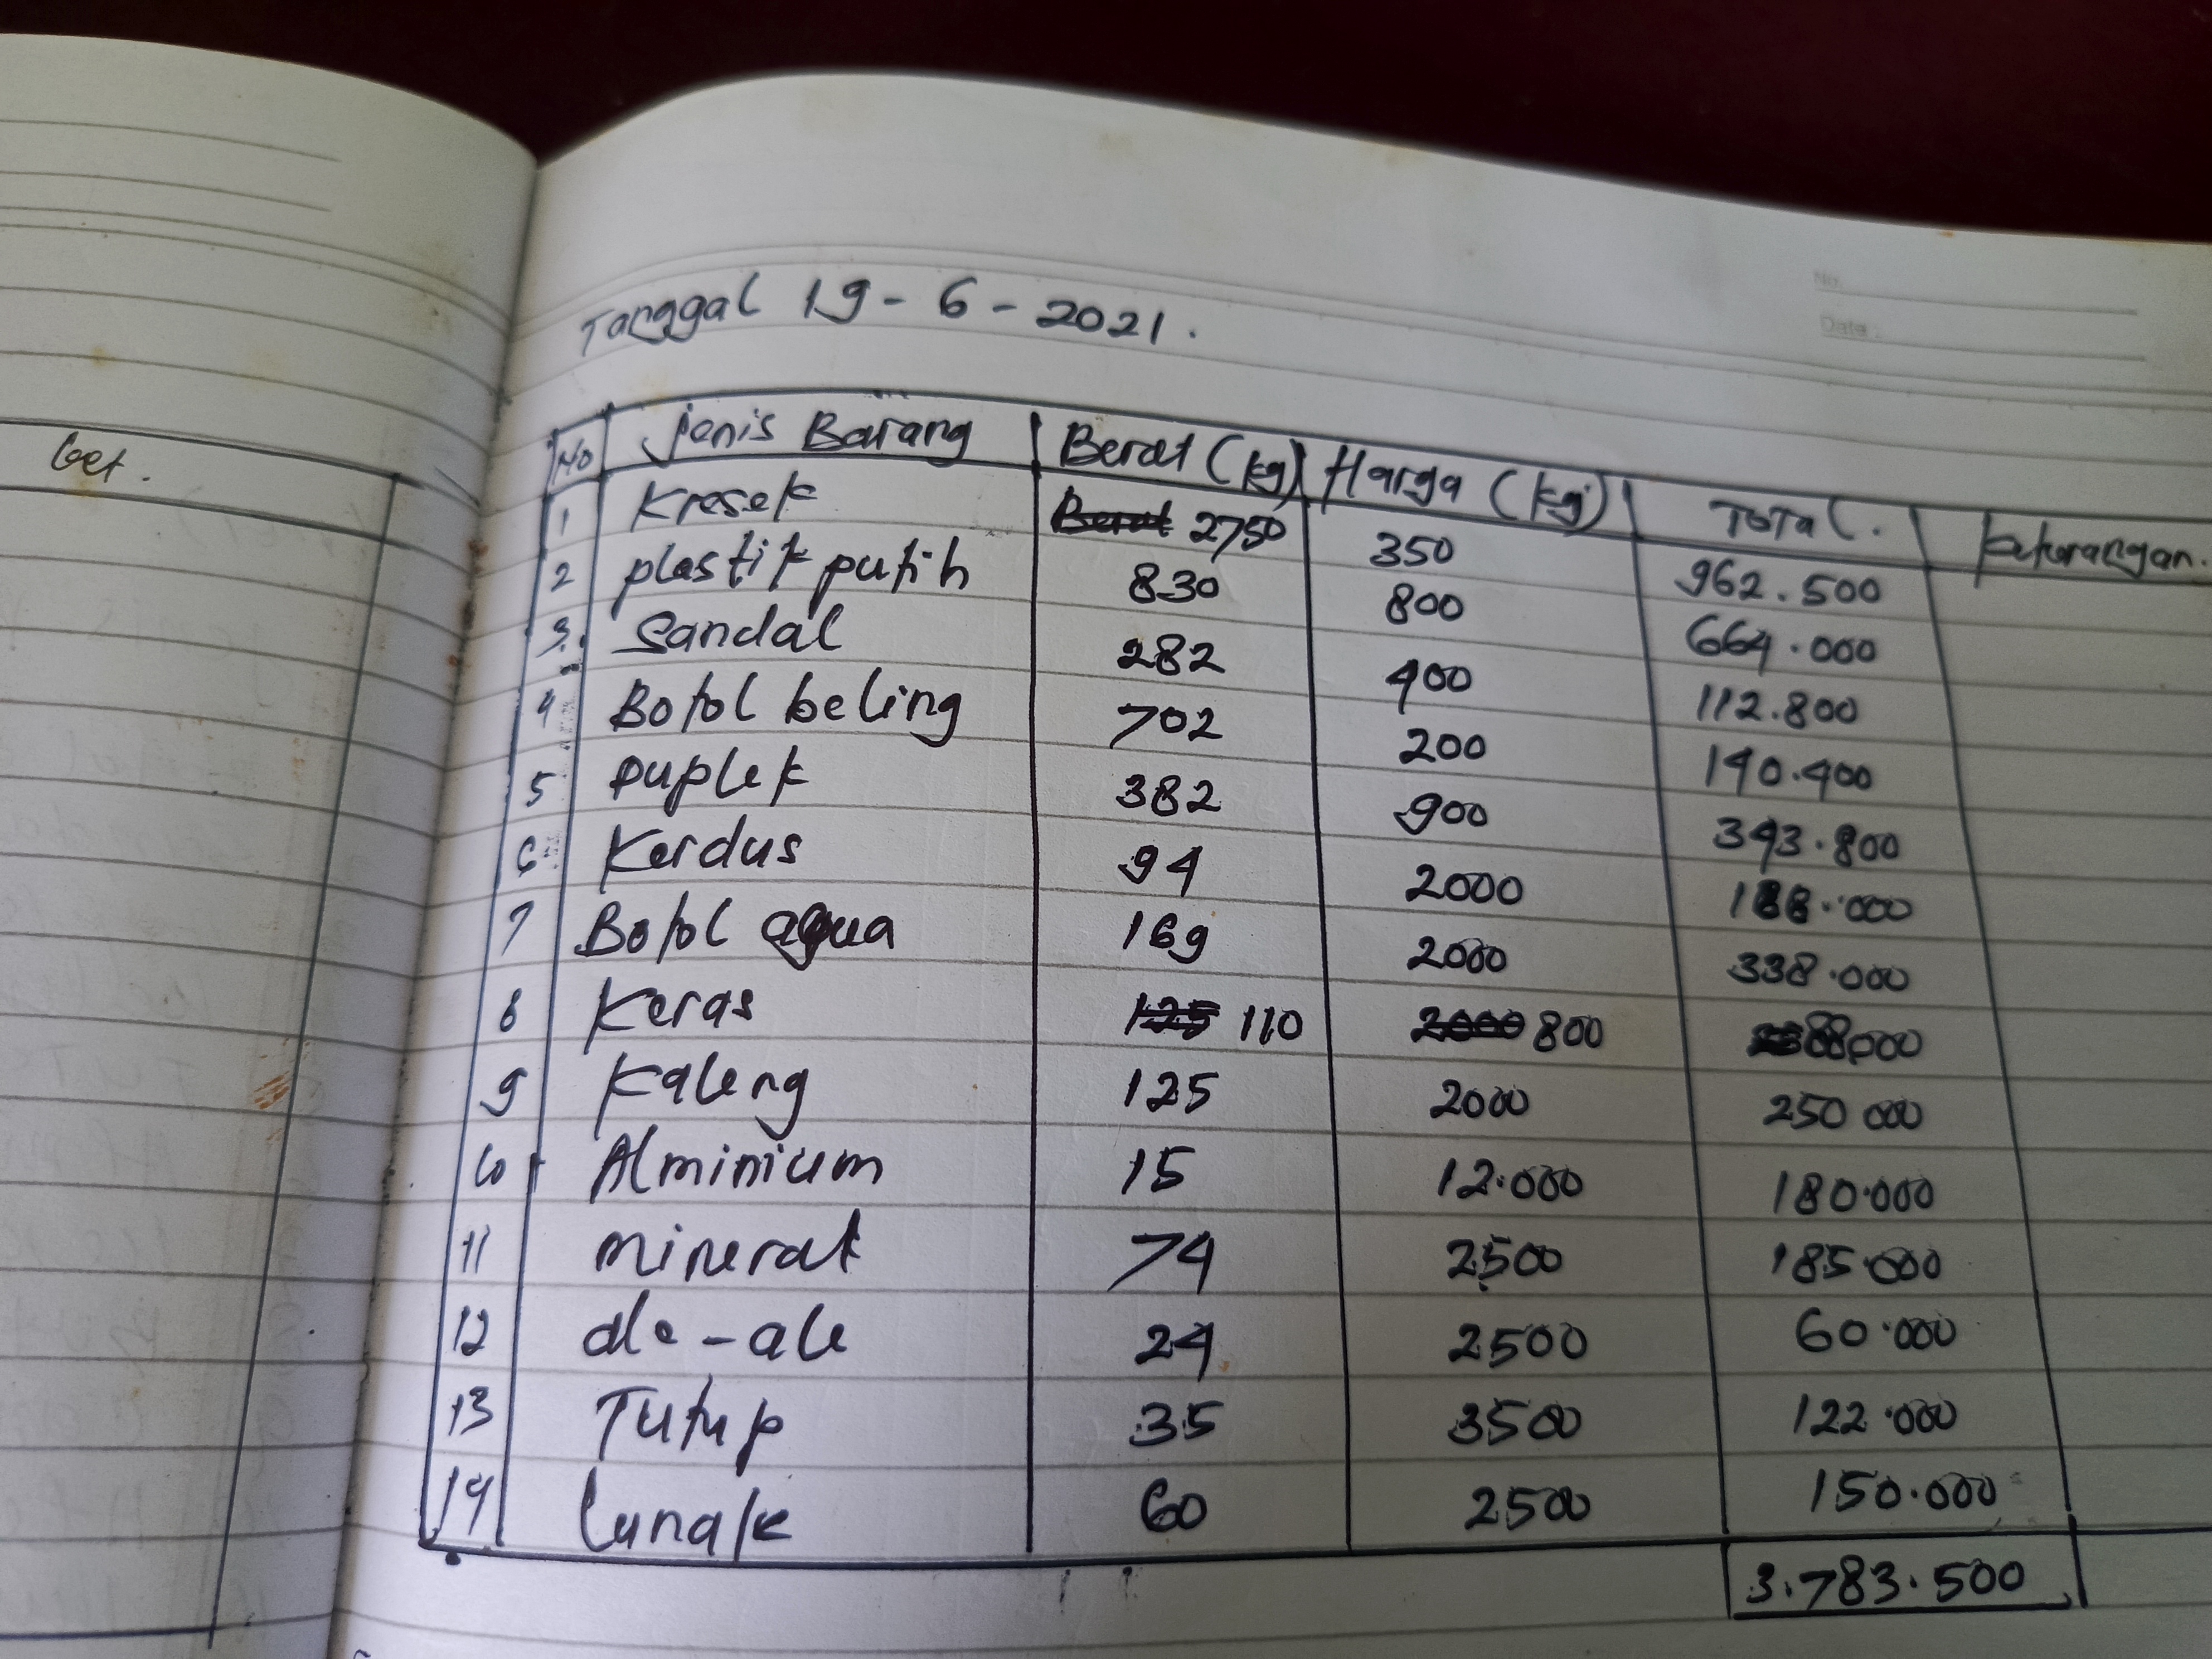 No.
Date :
Tanggal 19 - 6 - 2021.
ket.
No Jenis Barang Berat (kg) Harga (kg) Total. keterangan.
1 Kresek 2750 350 962.500
2 plastik putih 830 800 664.000
3. Sandal 282 400 112.800
4 Botol beling 702 200 140.400
5 puplek 382 900 343.800
6 Kerdus 94 2000 188.000
7 Botol aqua 169 2000 338.000
8 Keras 125 110 2000 800 88.000
9 Kaleng 125 2000 250 000
10 Alminium 15 12.000 180.000
11 minerak 74 2500 185.000
12 ale-ale 24 2500 60.000
13 Tutup 35 3500 122.000
14 Lunak 60 2500 150.000
3.783.500